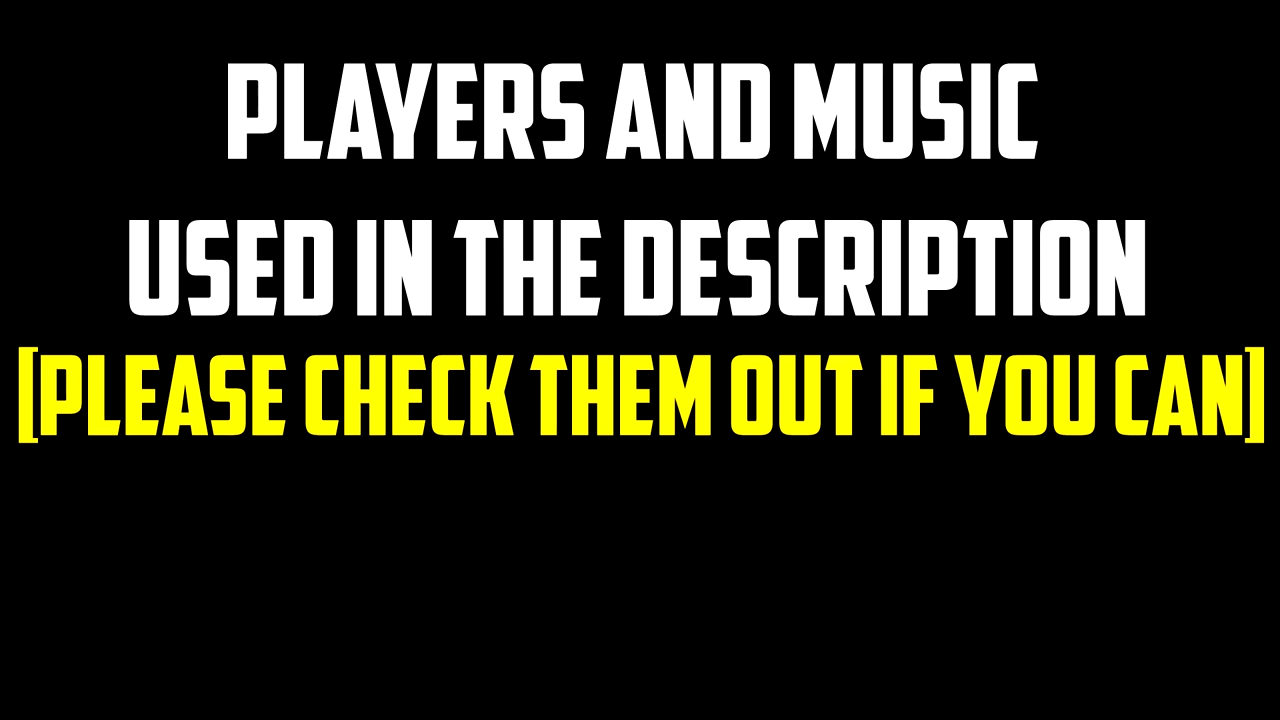 PLAYERS AND MUSIC
USED IN THE DESCRIPTION
[PLEASE CHECK THEM OUT IF YOU CAN]